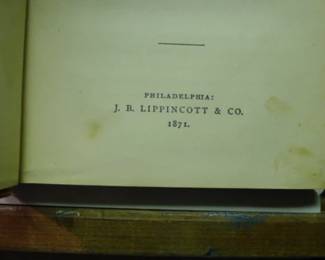 PHILADELPHIA:
J. B. LIPPINCOTT & CO.
1871.